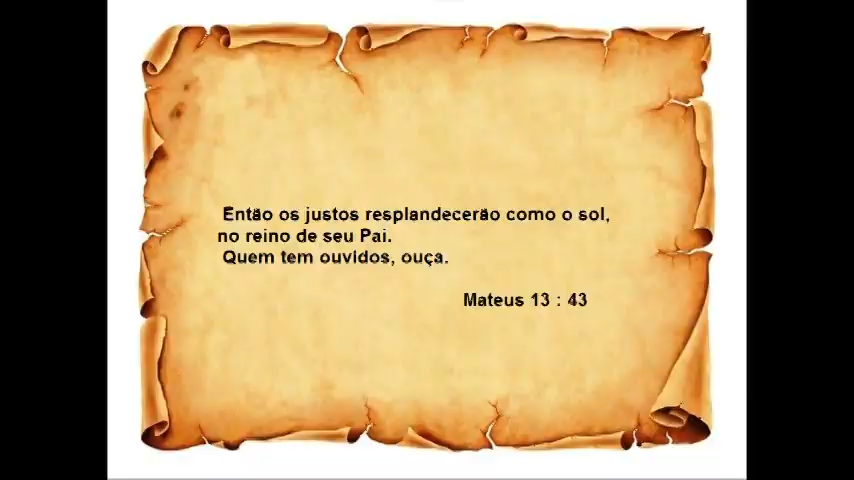 Então os justos resplandecerão como o sol,
no reino de seu Pai.
Quem tem ouvidos, ouça.
Mateus 13 : 43